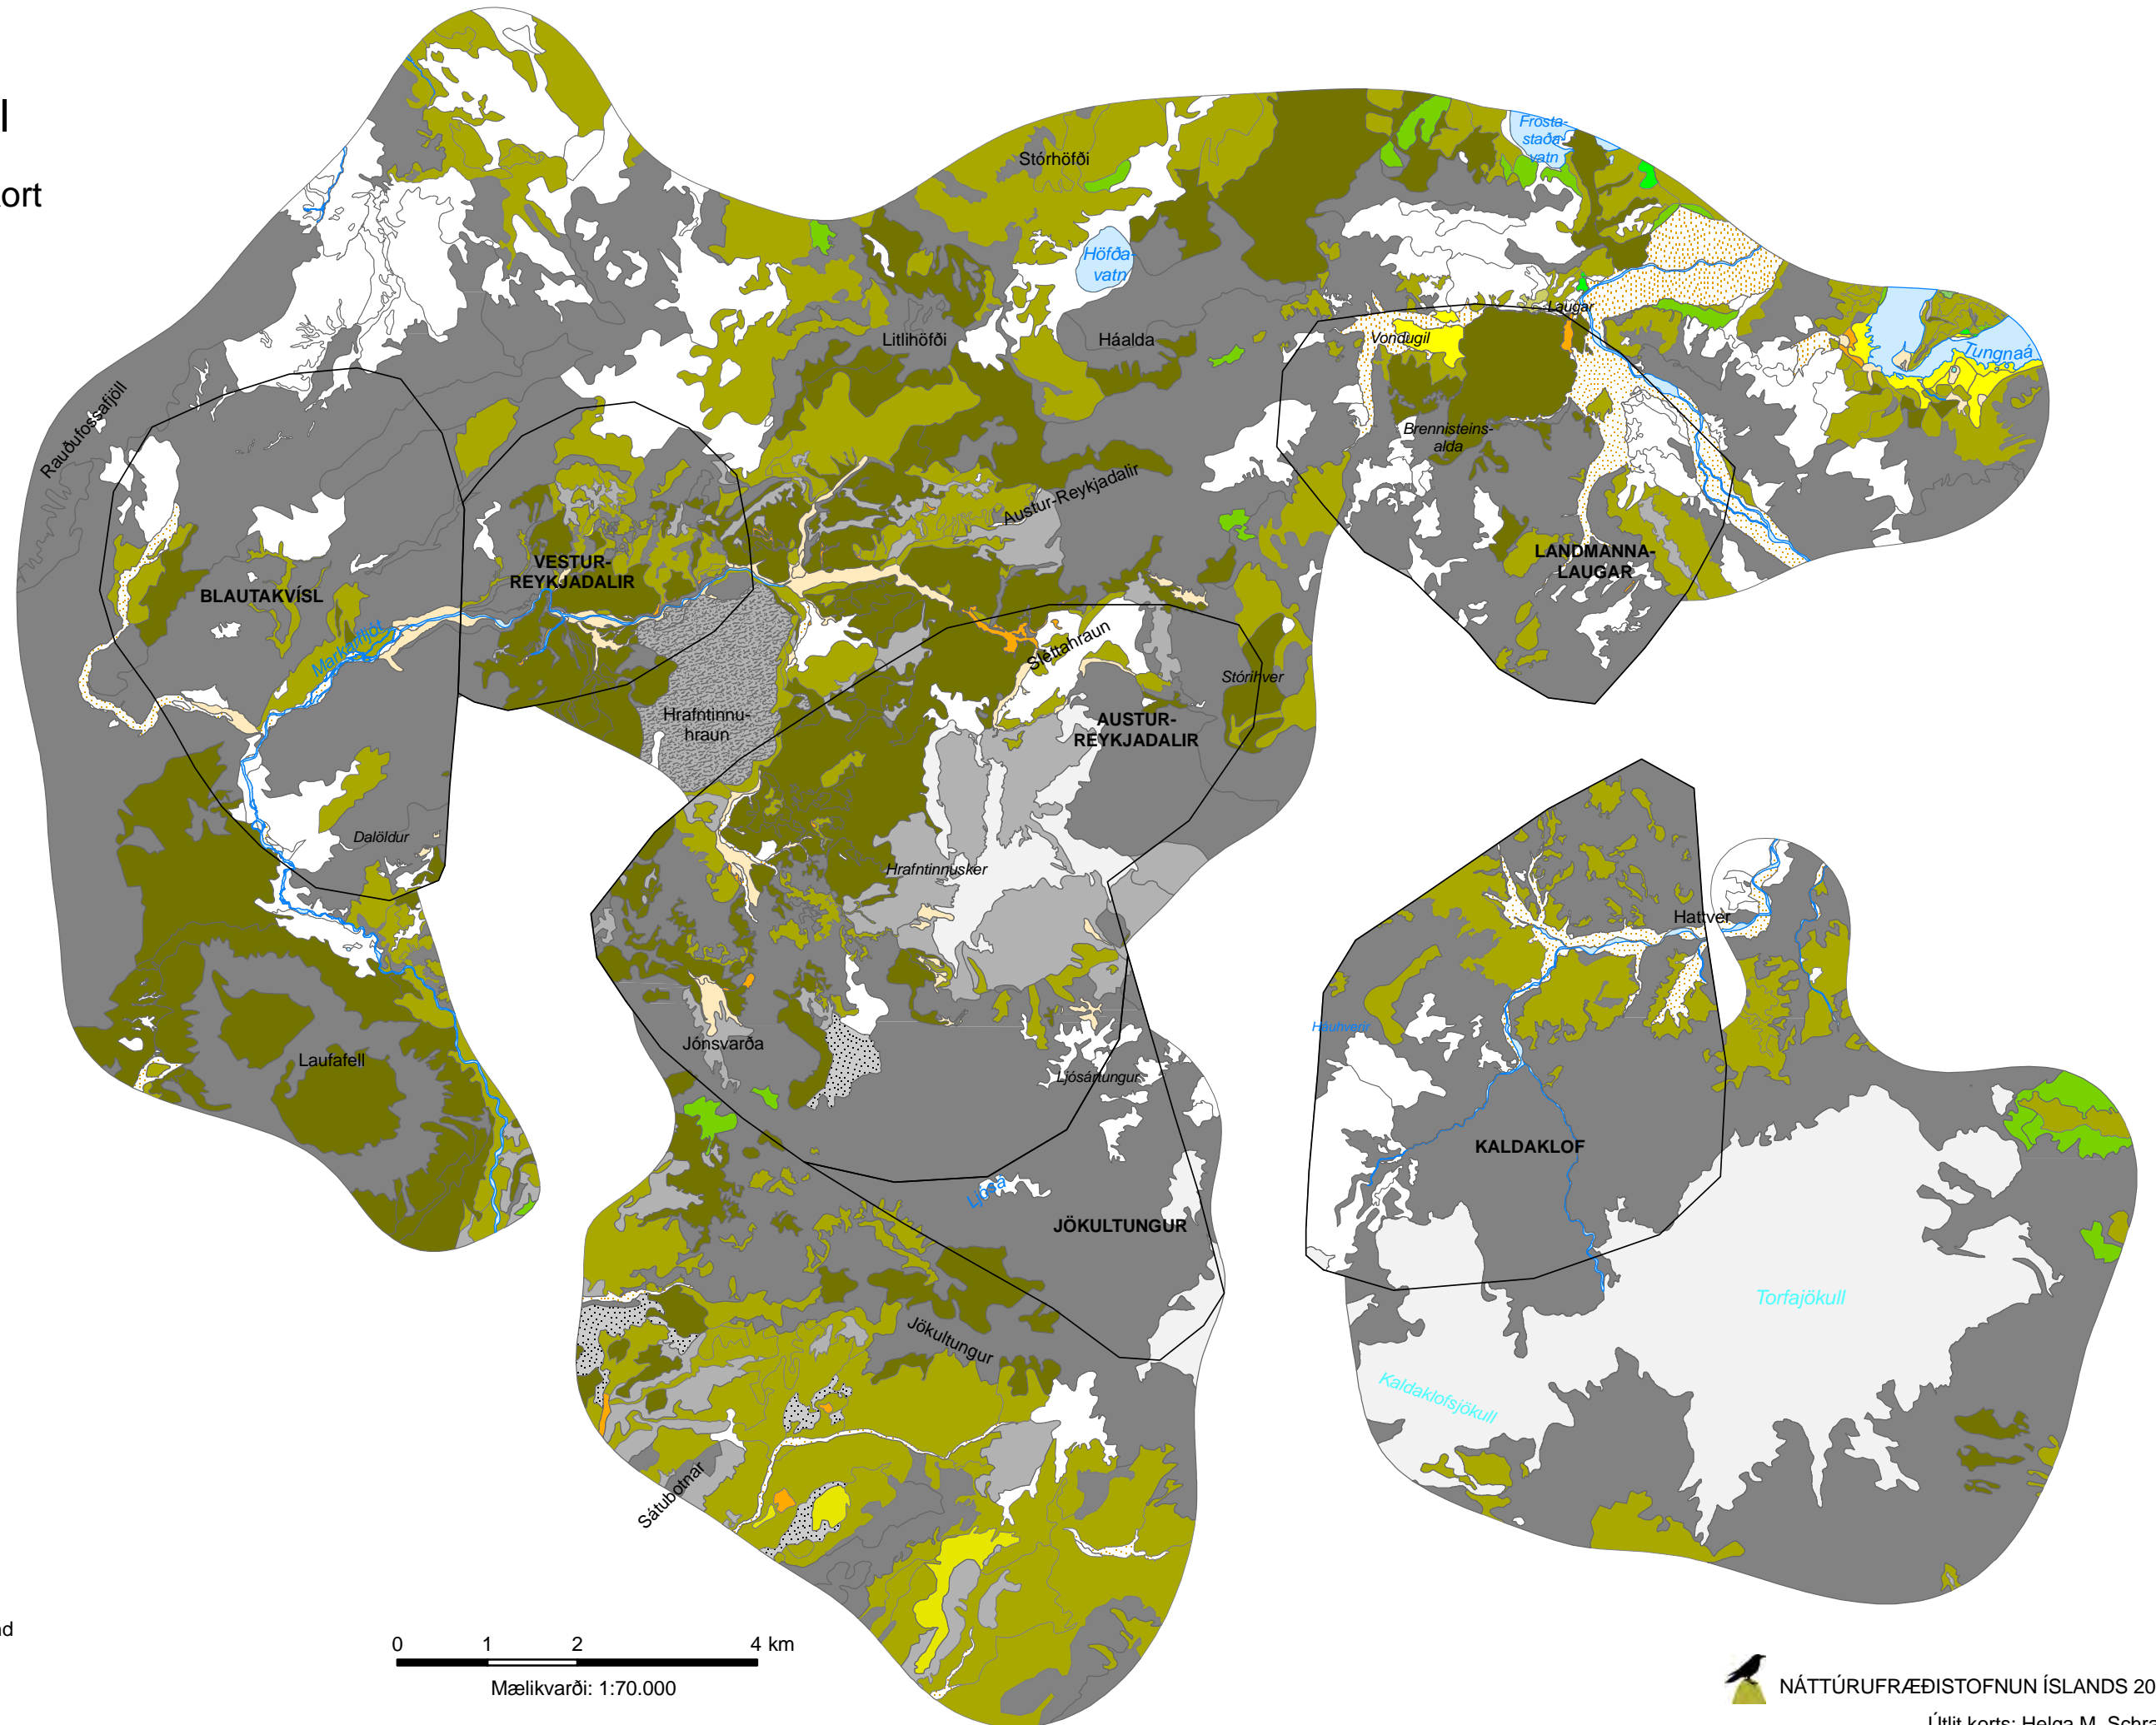 l
ort
Frosta-
staða-
vatn
Stórhöfði
Höfða-
vatn
Laugar
Litlihöfði
Háalda
Vondugil
Tungnaá
Rauðufossafjöll
Brennisteins-
alda
Austur-Reykjadalir
VESTUR-
REYKJADALIR
LANDMANNA-
LAUGAR
BLAUTAKVÍSL
Markarfljót
Sléttahraun
Stórihver
Hrafntinnu-
hraun
AUSTUR-
REYKJADALIR
Dalöldur
Hrafntinnusker
Hattver
Háuhverir
Jónsvarða
Laufafell
Ljósártungur
KALDAKLOF
Ljósá
JÖKULTUNGUR
Torfajökull
Jökultungur
Kaldaklofsjökull
Sátubotnar
nd
0 1 2 4 km
Mælikvarði: 1:70.000
NÁTTÚRUFRÆÐISTOFNUN ÍSLANDS 20
Útlit korts: Helga M. Schra